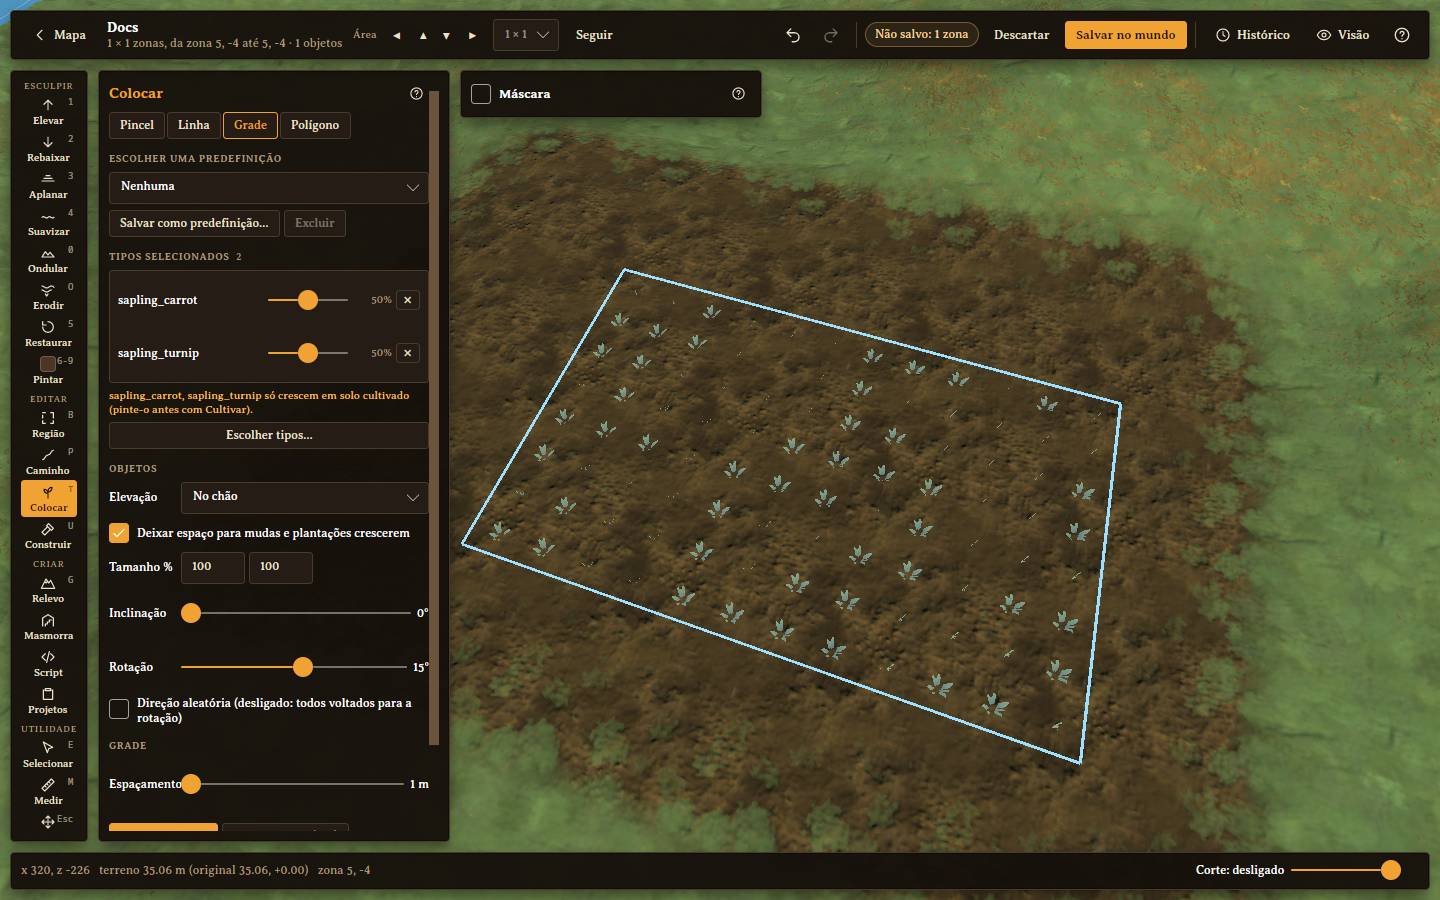 Mapa
Docs
1 × 1 zonas, da zona 5, -4 até 5, -4 · 1 objetos
Área
1 × 1
Seguir
Não salvo: 1 zona
Descartar
Salvar no mundo
Histórico
Visão
ESCULPIR
1
Elevar
2
Rebaixar
3
Aplanar
4
Suavizar
0
Ondular
O
Erodir
5
Restaurar
6-9
Pintar
EDITAR
B
Região
P
Caminho
T
Colocar
U
Construir
CRIAR
G
Relevo
Masmorra
Script
Projetos
UTILIDADE
E
Selecionar
M
Medir
Esc
Colocar
Pincel
Linha
Grade
Polígono
ESCOLHER UMA PREDEFINIÇÃO
Nenhuma
Salvar como predefinição...
Excluir
TIPOS SELECIONADOS 2
sapling_carrot 50%
sapling_turnip 50%
sapling_carrot, sapling_turnip só crescem em solo cultivado
(pinte-o antes com Cultivar).
Escolher tipos...
OBJETOS
Elevação No chão
Deixar espaço para mudas e plantações crescerem
Tamanho % 100 100
Inclinação 0°
Rotação 15°
Direção aleatória (desligado: todos voltados para a
rotação)
GRADE
Espaçamento 1 m
Máscara
x 320, z -226 terreno 35.06 m (original 35.06, +0.00) zona 5, -4
Corte: desligado